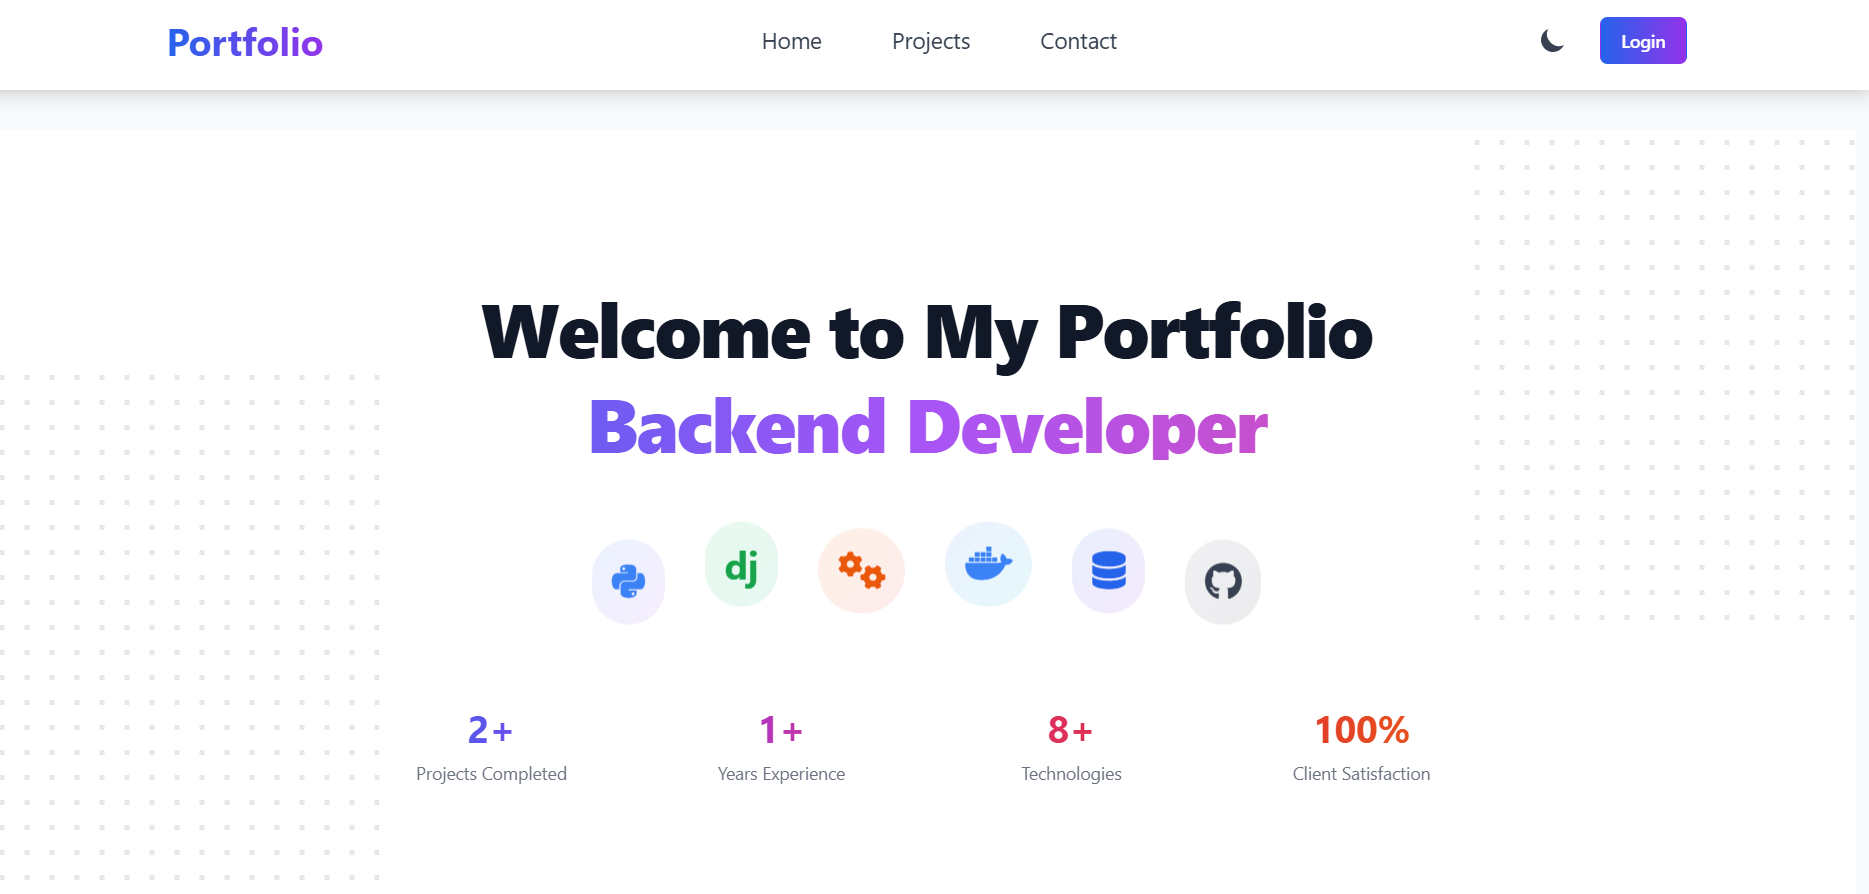 Portfolio
Home Projects Contact
Login
Welcome to My Portfolio
Backend Developer
dj
2+ 1+ 8+ 100%
Projects Completed Years Experience Technologies Client Satisfaction